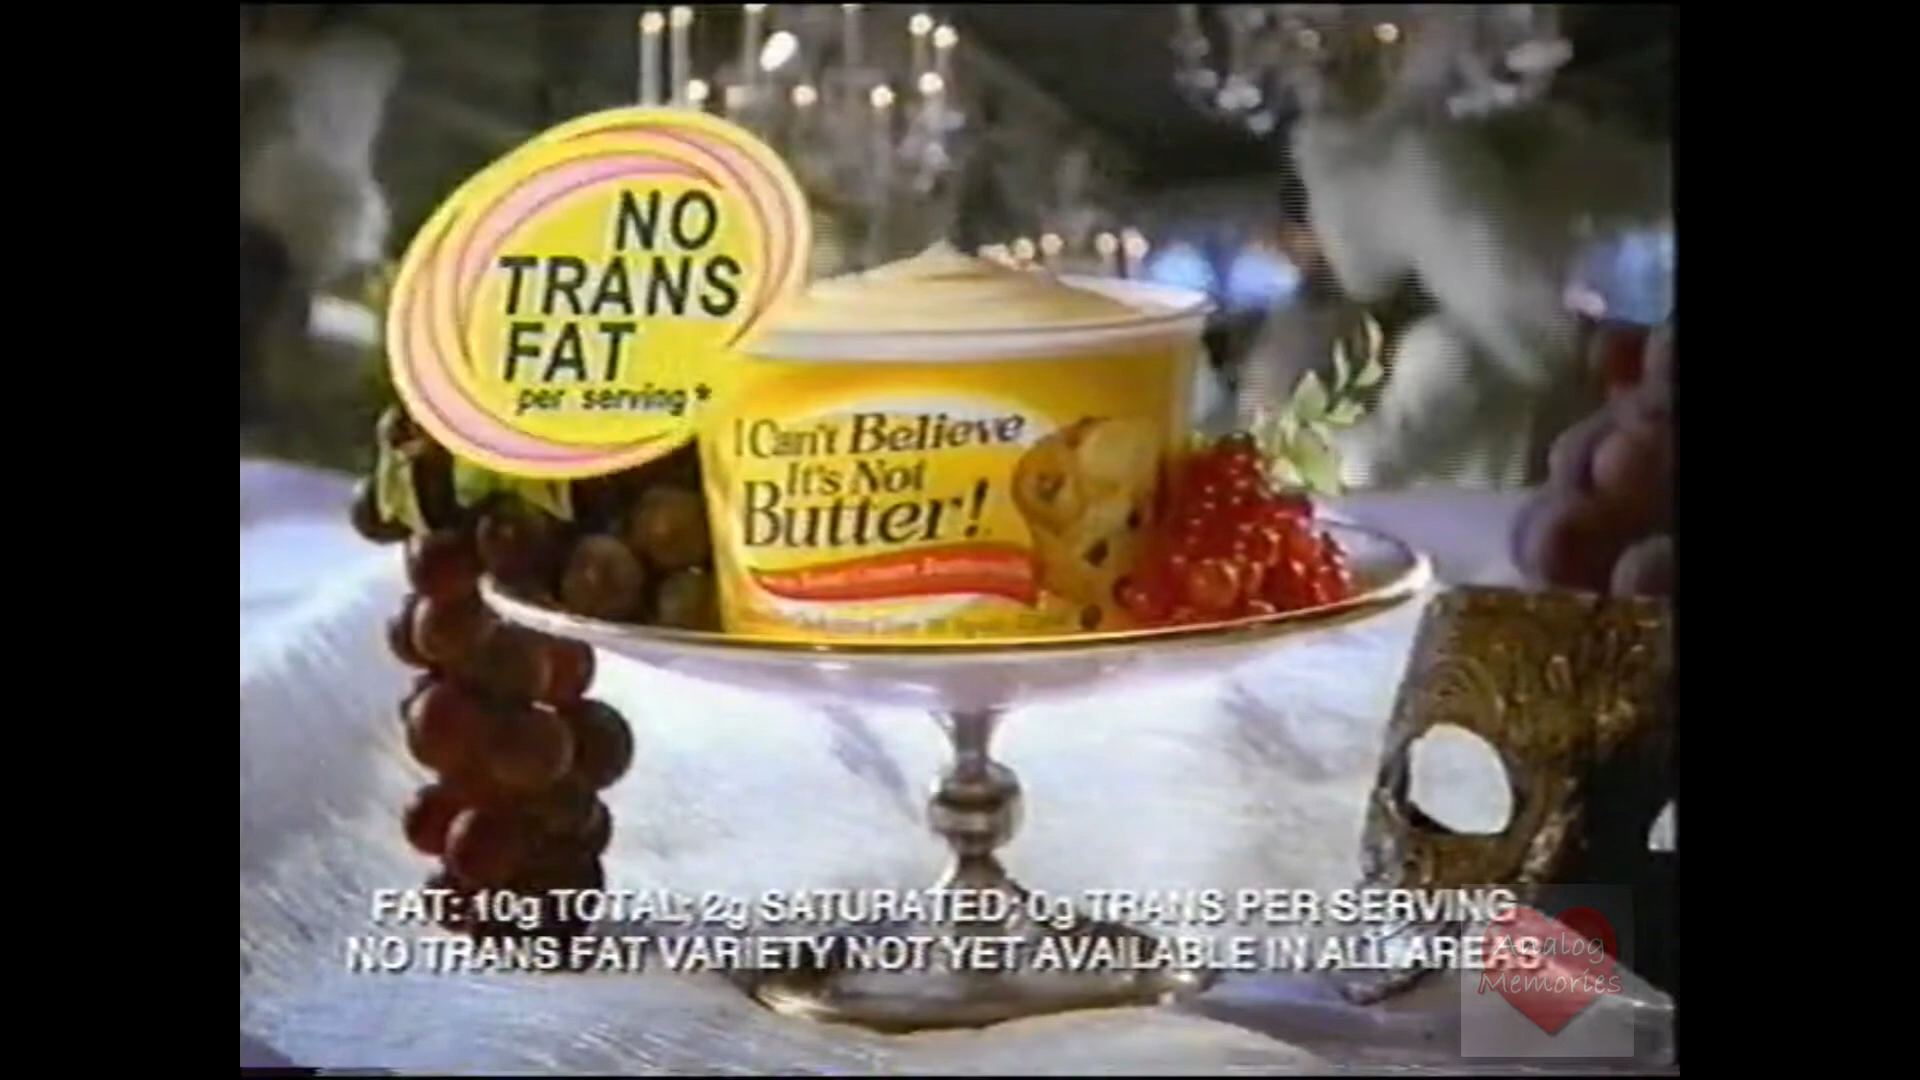 NO
TRANS
FAT
per serving*
I Can't Believe
It's Not
Butter!
FAT: 10g TOTAL; 2g SATURATED; 0g TRANS PER SERVING
NO TRANS FAT VARIETY NOT YET AVAILABLE IN ALL AREAS.
Analog
Memories